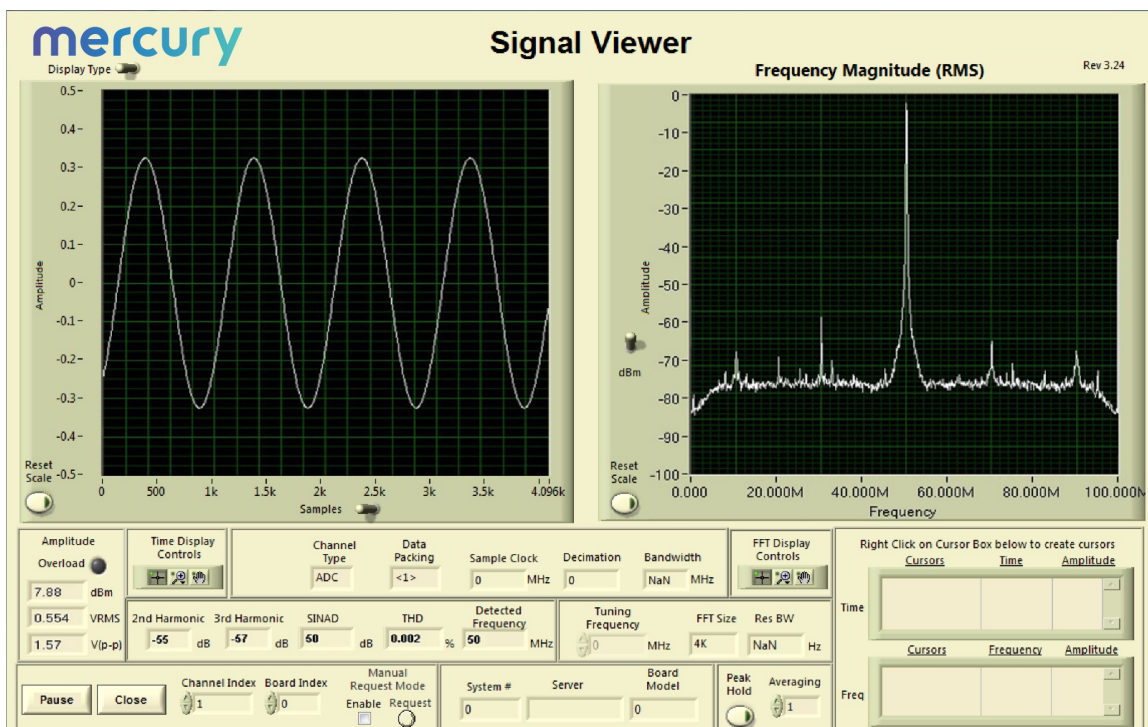 mercury
Signal Viewer
Display Type
Frequency Magnitude (RMS)
Rev 3.24
0.5
0.4
0.3
0.2
0.1
0
-0.1
-0.2
-0.3
-0.4
-0.5
Amplitude
Reset Scale
0 500 1k 1.5k 2k 2.5k 3k 3.5k 4.096k
Samples
0
-10
-20
-30
-40
-50
-60
-70
-80
-90
-100
Amplitude
dBm
Reset Scale
0.000 20.000M 40.000M 60.000M 80.000M 100.000M
Frequency
Amplitude
Overload
7.88 dBm
0.554 VRMS
1.57 V(p-p)
Time Display Controls
Channel Type
ADC
Data Packing
<1>
Sample Clock
0 MHz
Decimation
0
Bandwidth
NaN MHz
FFT Display Controls
2nd Harmonic
-55 dB
3rd Harmonic
-57 dB
SINAD
50 dB
THD
0.002 %
Detected Frequency
50 MHz
Tuning Frequency
0 MHz
FFT Size
4K
Res BW
NaN Hz
Right Click on Cursor Box below to create cursors
Cursors Time Amplitude
Time
Cursors Frequency Amplitude
Freq
Pause
Close
Channel Index
1
Board Index
0
Manual Request Mode
Enable Request
System #
0
Server
Board Model
0
Peak Hold
Averaging
1